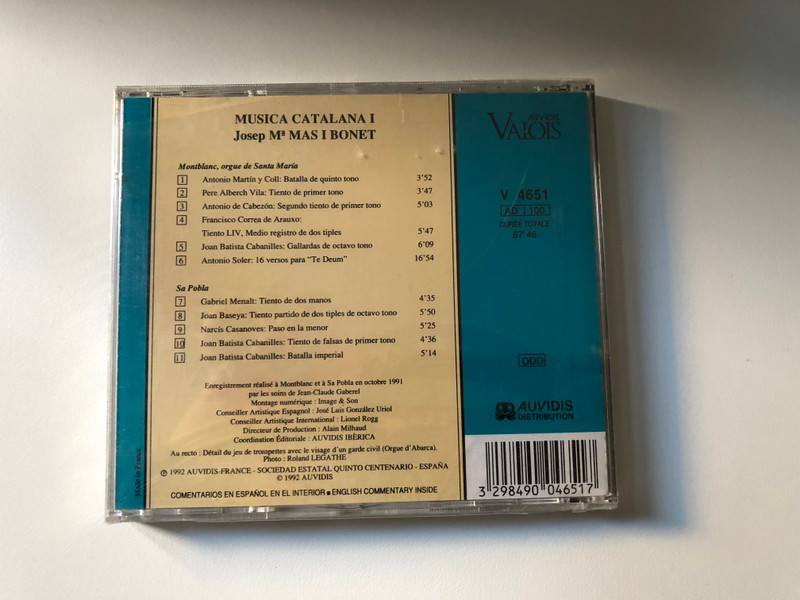 MUSICA CATALANA I
Josep Mª MAS I BONET
Montblanc, orgue de Santa María
1 Antonio Martín y Coll: Batalla de quinto tono 3'52
2 Pere Alberch Vila: Tiento de primer tono 3'47
3 Antonio de Cabezón: Segundo tiento de primer tono 5'03
4 Francisco Correa de Arauxo:
Tiento LIV, Medio registro de dos tiples 5'47
5 Joan Batista Cabanilles: Gallardas de octavo tono 6'09
6 Antonio Soler: 16 versos para "Te Deum" 16'54
Sa Pobla
7 Gabriel Menalt: Tiento de dos manos 4'35
8 Joan Baseya: Tiento partido de dos tiples de octavo tono 5'50
9 Narcís Casanoves: Paso en la menor 5'25
10 Joan Batista Cabanilles: Tiento de falsas de primer tono 4'36
11 Joan Batista Cabanilles: Batalla imperial 5'14
Enregistrement réalisé à Montblanc et à Sa Pobla en octobre 1991
par les soins de Jean-Claude Gaberel
Montage numérique : Image & Son
Conseiller Artistique Espagnol : José Luis González Uriol
Conseiller Artistique International : Lionel Rogg
Directeur de Production : Alain Milhaud
Coordination Éditoriale : AUVIDIS IBÈRICA
Au recto : Détail du jeu de trompettes avec le visage d'un garde civil (Orgue d'Abarca).
Photo : Roland LEGATHE
℗ 1992 AUVIDIS-FRANCE - SOCIEDAD ESTATAL QUINTO CENTENARIO - ESPAÑA
© 1992 AUVIDIS
COMENTARIOS EN ESPAÑOL EN EL INTERIOR ■ ENGLISH COMMENTARY INSIDE
Made in France
AUVIDIS
VALOIS
V 4651
AD 100
DURÉE TOTALE
67'46
DDD
AUVIDIS
DISTRIBUTION
3 298490 046517